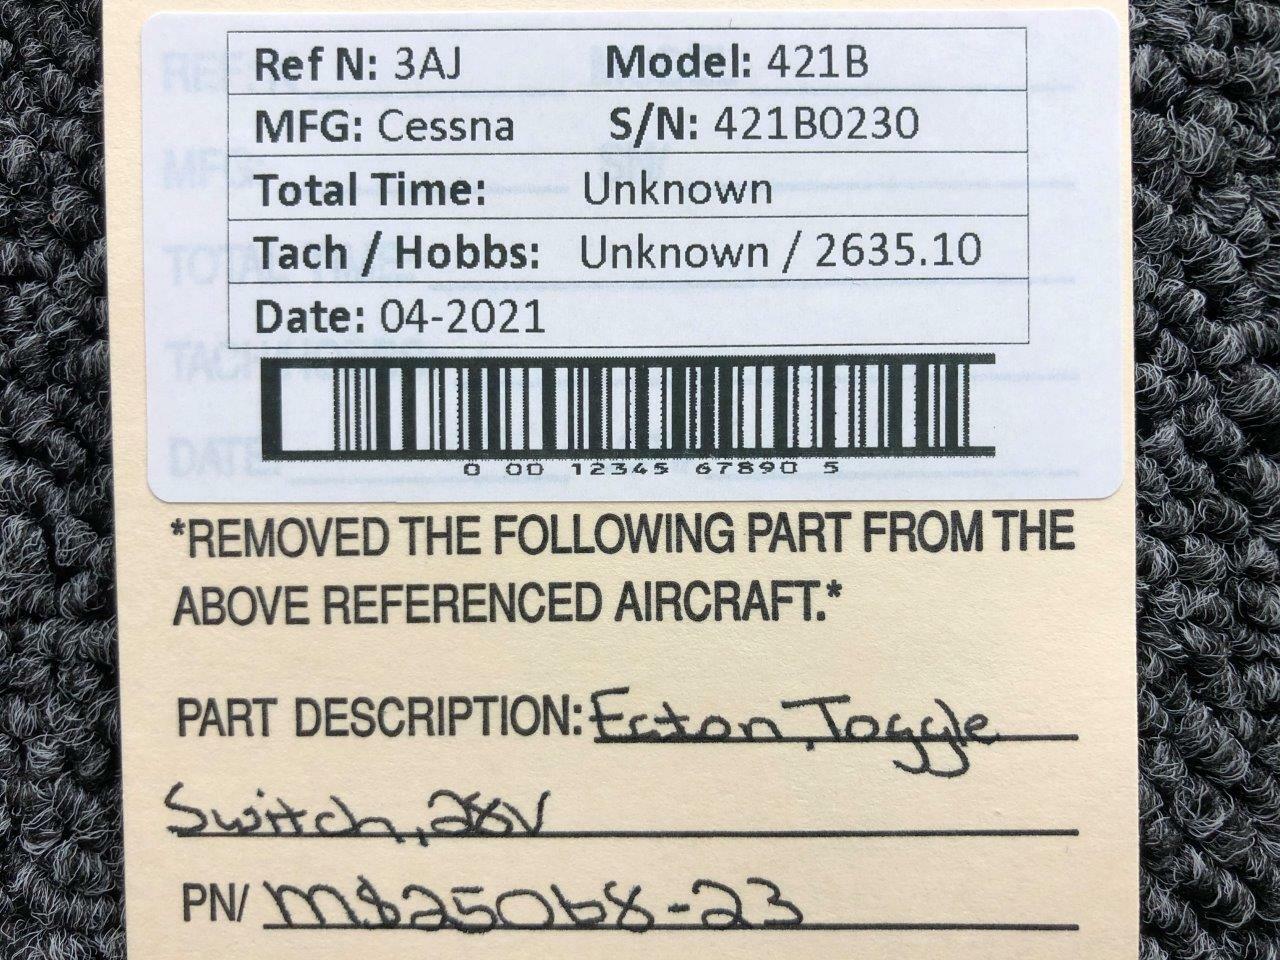 Ref N: 3AJ Model: 421B
MFG: Cessna S/N: 421B0230
Total Time: Unknown
Tach / Hobbs: Unknown / 2635.10
Date: 04-2021
0 00 12345 67890 5
*REMOVED THE FOLLOWING PART FROM THE
ABOVE REFERENCED AIRCRAFT.*
PART DESCRIPTION: Eaton, Toggle
Switch, 28V
PN/ MS25068-23